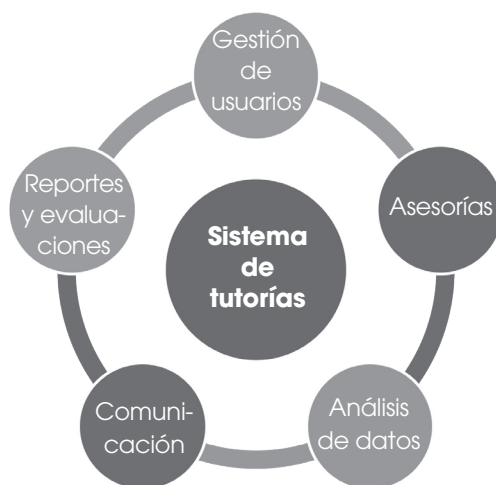 Gestión
de
usuarios
Asesorías
Análisis
de datos
Comuni-
cación
Reportes
y evalua-
ciones
Sistema
de
tutorías